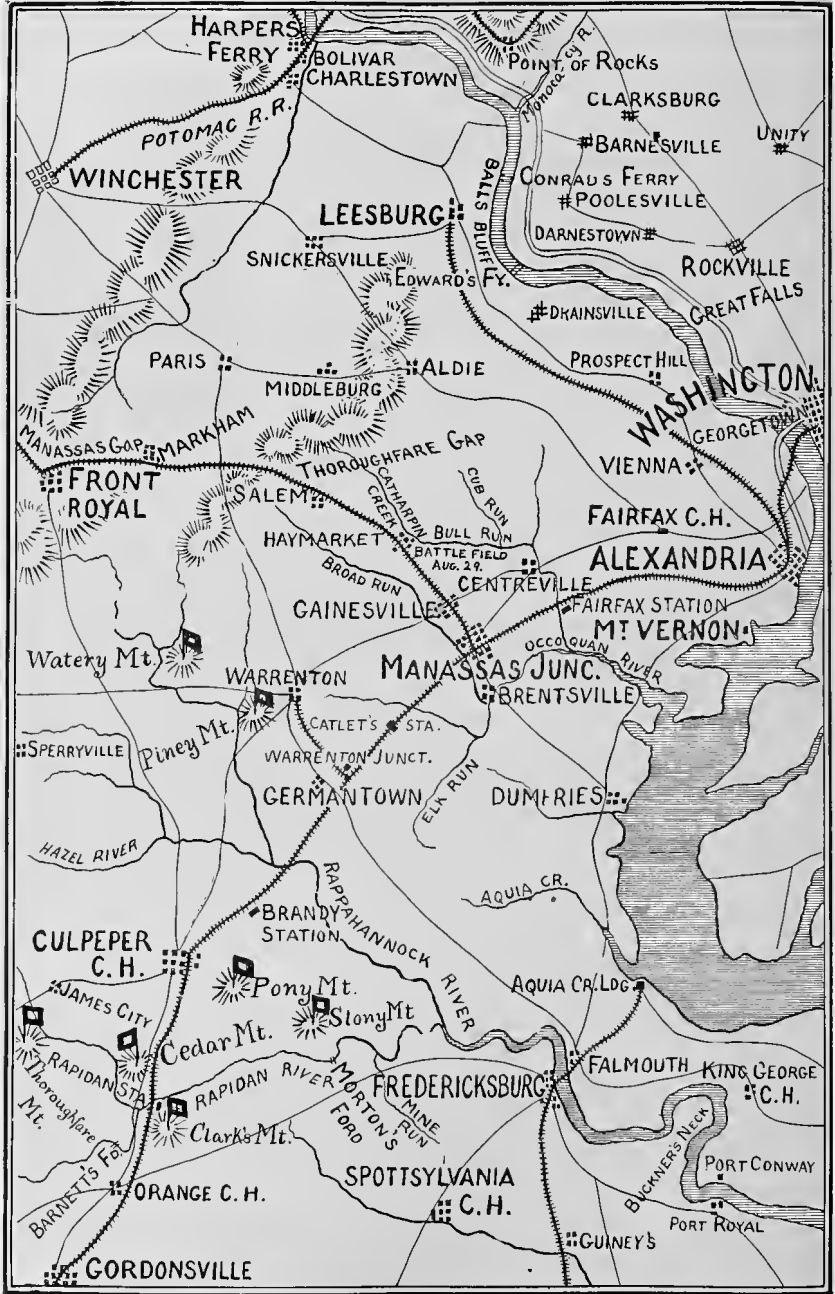 HARPERS
FERRY
BOLIVAR
CHARLESTOWN
POTOMAC R.R.
WINCHESTER
POINT OF ROCKS
MONOCACY R.
CLARKSBURG
BARNESVILLE
UNITY
CONRADS FERRY
POOLESVILLE
BALLS BLUFF
LEESBURG
DARNESTOWN
ROCKVILLE
SNICKERSVILLE
EDWARD'S FY.
GREAT FALLS
DRAINSVILLE
PARIS
MIDDLEBURG
ALDIE
PROSPECT HILL
WASHINGTON
GEORGETOWN
MANASSAS GAP
MARKHAM
THOROUGHFARE GAP
VIENNA
FRONT
ROYAL
SALEM
CATHARPIN
CREEK
CUB RUN
BULL RUN
FAIRFAX C.H.
HAYMARKET
BATTLE FIELD
AUG. 29.
BROAD RUN
CENTREVILLE
ALEXANDRIA
GAINESVILLE
FAIRFAX STATION
MT. VERNON
OCCOQUAN RIVER
Watery Mt.
MANASSAS JUNC.
WARRENTON
BRENTSVILLE
CATLET'S STA.
Piney Mt.
SPERRYVILLE
WARRENTON JUNCT.
GERMANTOWN
ELK RUN
DUMFRIES
HAZEL RIVER
RAPPAHANNOCK
RIVER
AQUIA CR.
BRANDY
STATION
CULPEPER
C.H.
Pony Mt.
AQUIA CR. LDG.
JAMES CITY
Stony Mt
Cedar Mt.
Thoroughfare
Mt.
RAPIDAN STA.
RAPIDAN RIVER
MORTON'S
FORD
MINE
RUN
FREDERICKSBURG
FALMOUTH
KING GEORGE
C.H.
Clark's Mt.
BUCKNER'S NECK
BARNETT'S FD.
ORANGE C.H.
SPOTTSYLVANIA
C.H.
PORT CONWAY
PORT ROYAL
GUINEY'S
GORDONSVILLE